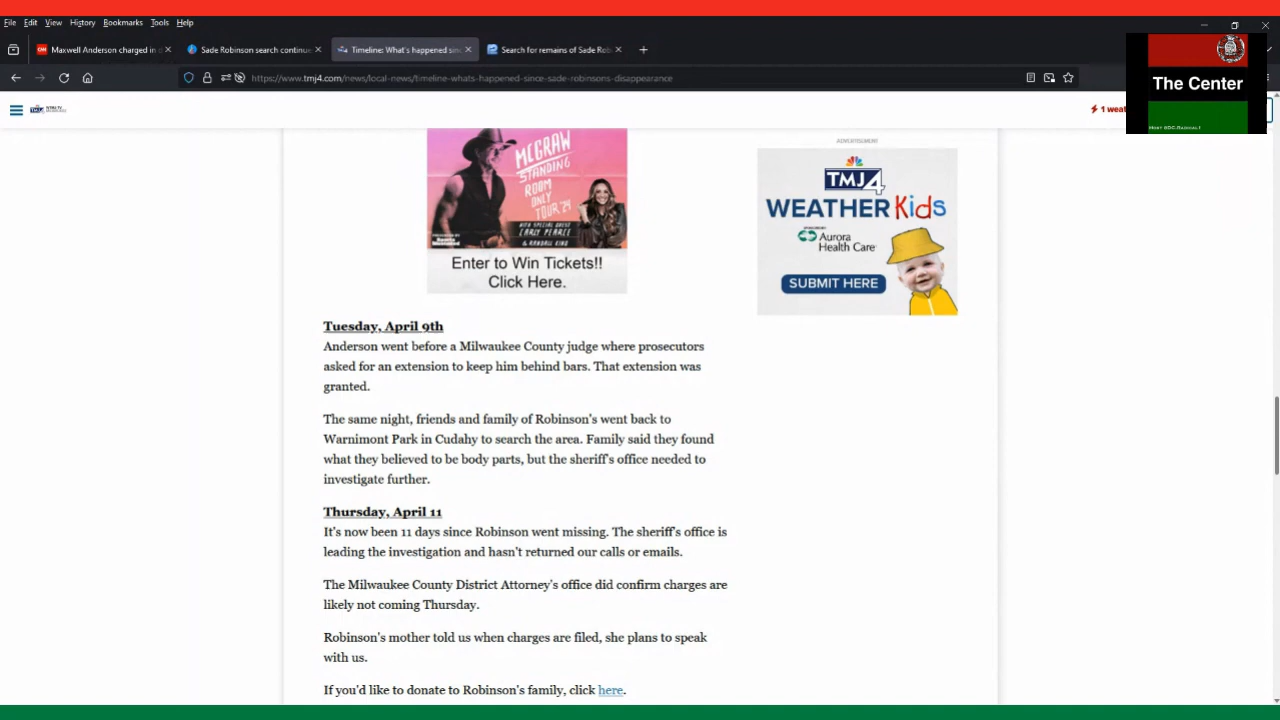 File Edit View History Bookmarks Tools Help
Maxwell Anderson charged in
Sade Robinson search continue
Timeline: What's happened sin
Search for remains of Sade Rob
https://www.tmj4.com/news/local-news/timeline-whats-happened-since-sade-robinsons-disappearance
The Center
1 weat
MCGRAW
STANDING
ROOM
ONLY
TOUR '24
WITH SPECIAL GUEST
CARLY PEARCE
Enter to Win Tickets!!
Click Here.
ADVERTISEMENT
TMJ4
WEATHER Kids
Aurora
Health Care
SUBMIT HERE
Tuesday, April 9th
Anderson went before a Milwaukee County judge where prosecutors
asked for an extension to keep him behind bars. That extension was
granted.
The same night, friends and family of Robinson's went back to
Warnimont Park in Cudahy to search the area. Family said they found
what they believed to be body parts, but the sheriff's office needed to
investigate further.
Thursday, April 11
It's now been 11 days since Robinson went missing. The sheriff's office is
leading the investigation and hasn't returned our calls or emails.
The Milwaukee County District Attorney's office did confirm charges are
likely not coming Thursday.
Robinson's mother told us when charges are filed, she plans to speak
with us.
If you'd like to donate to Robinson's family, click here.